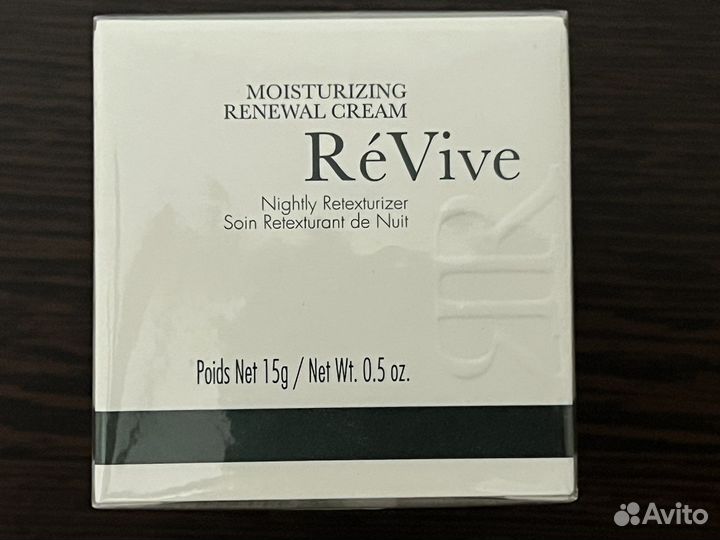 MOISTURIZING
RENEWAL CREAM
RéVive
Nightly Retexturizer
Soin Retexturant de Nuit
Poids Net 15g / Net Wt. 0.5 oz.
Avito